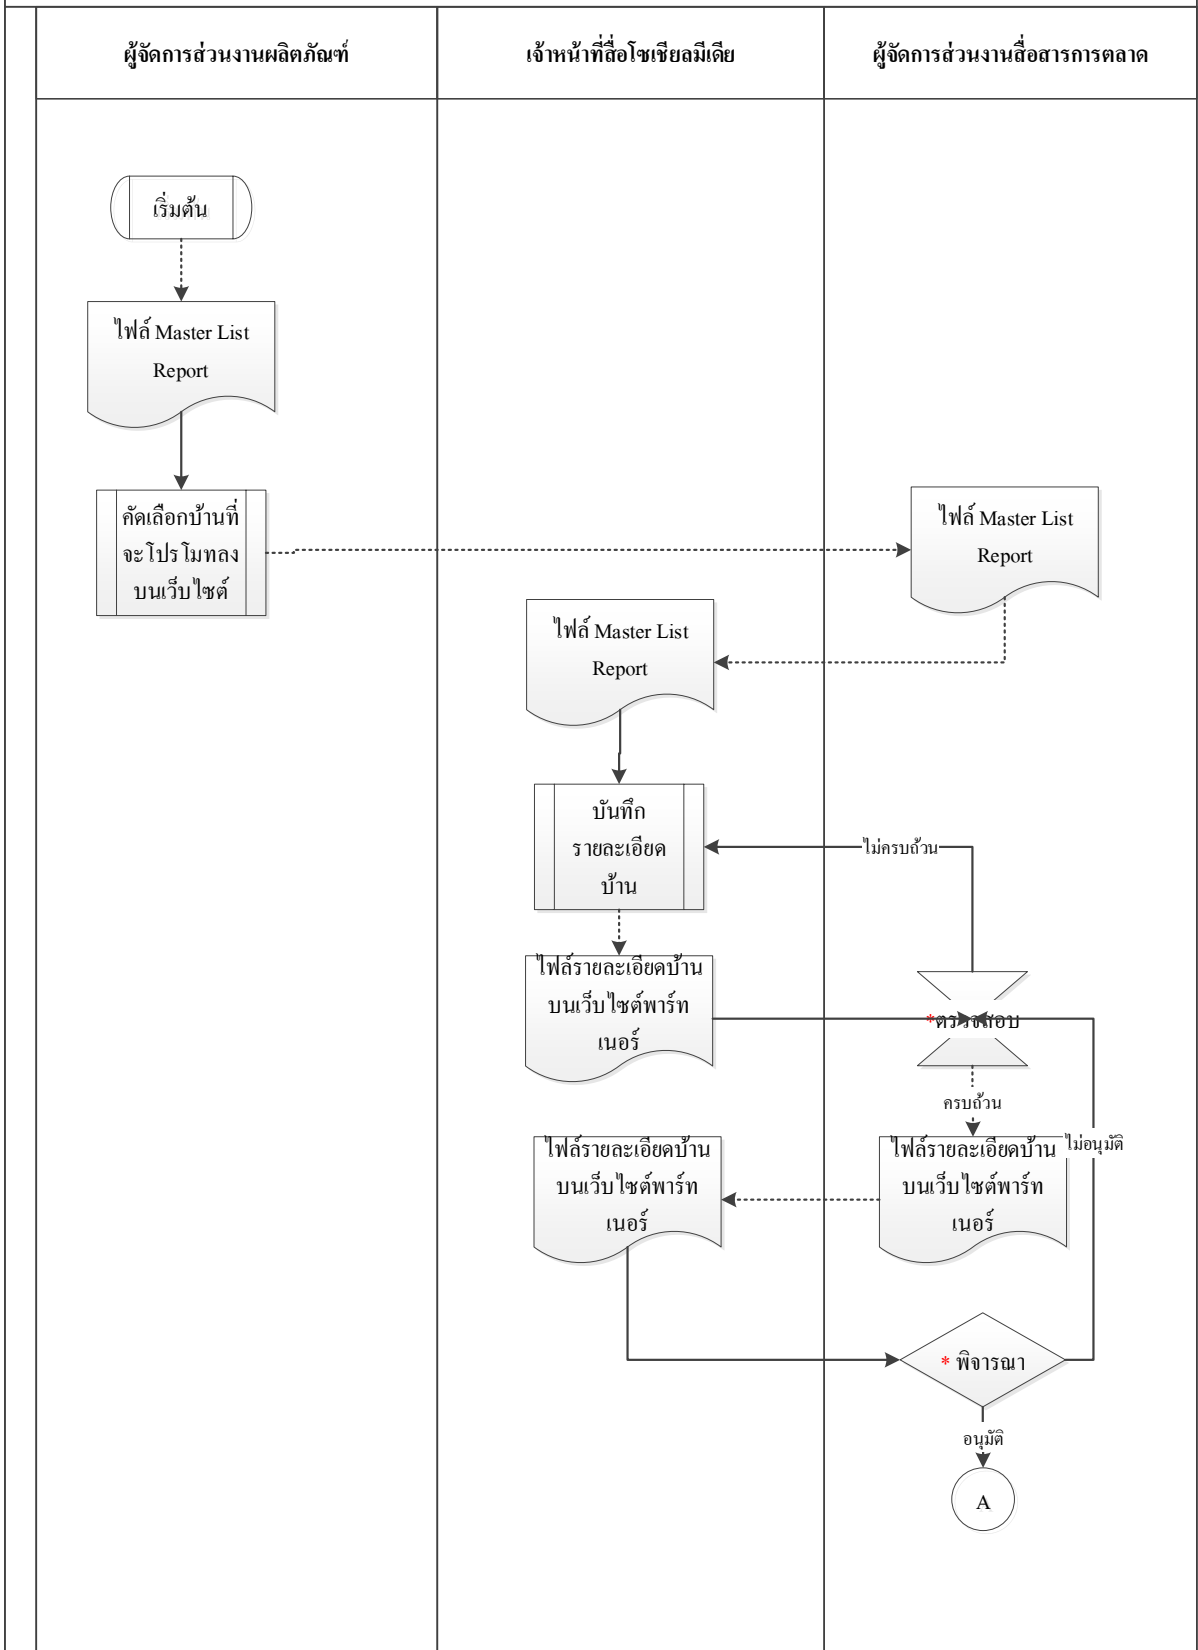 ผู้จัดการส่วนงานผลิตภัณฑ์
เจ้าหน้าที่สื่อโซเชียลมีเดีย
ผู้จัดการส่วนงานสื่อสารการตลาด
เริ่มต้น
ไฟล์ Master List
Report
คัดเลือกบ้านที่
จะโปรโมทลง
บนเว็บไซต์
ไฟล์ Master List
Report
ไฟล์ Master List
Report
บันทึก
รายละเอียด
บ้าน
ไม่ครบถ้วน
ไฟล์รายละเอียดบ้าน
บนเว็บไซต์พาร์ท
เนอร์
*ตรวจสอบ
ครบถ้วน
ไฟล์รายละเอียดบ้าน
บนเว็บไซต์พาร์ท
เนอร์
ไฟล์รายละเอียดบ้าน
บนเว็บไซต์พาร์ท
เนอร์
ไม่อนุมัติ
* พิจารณา
อนุมัติ
A